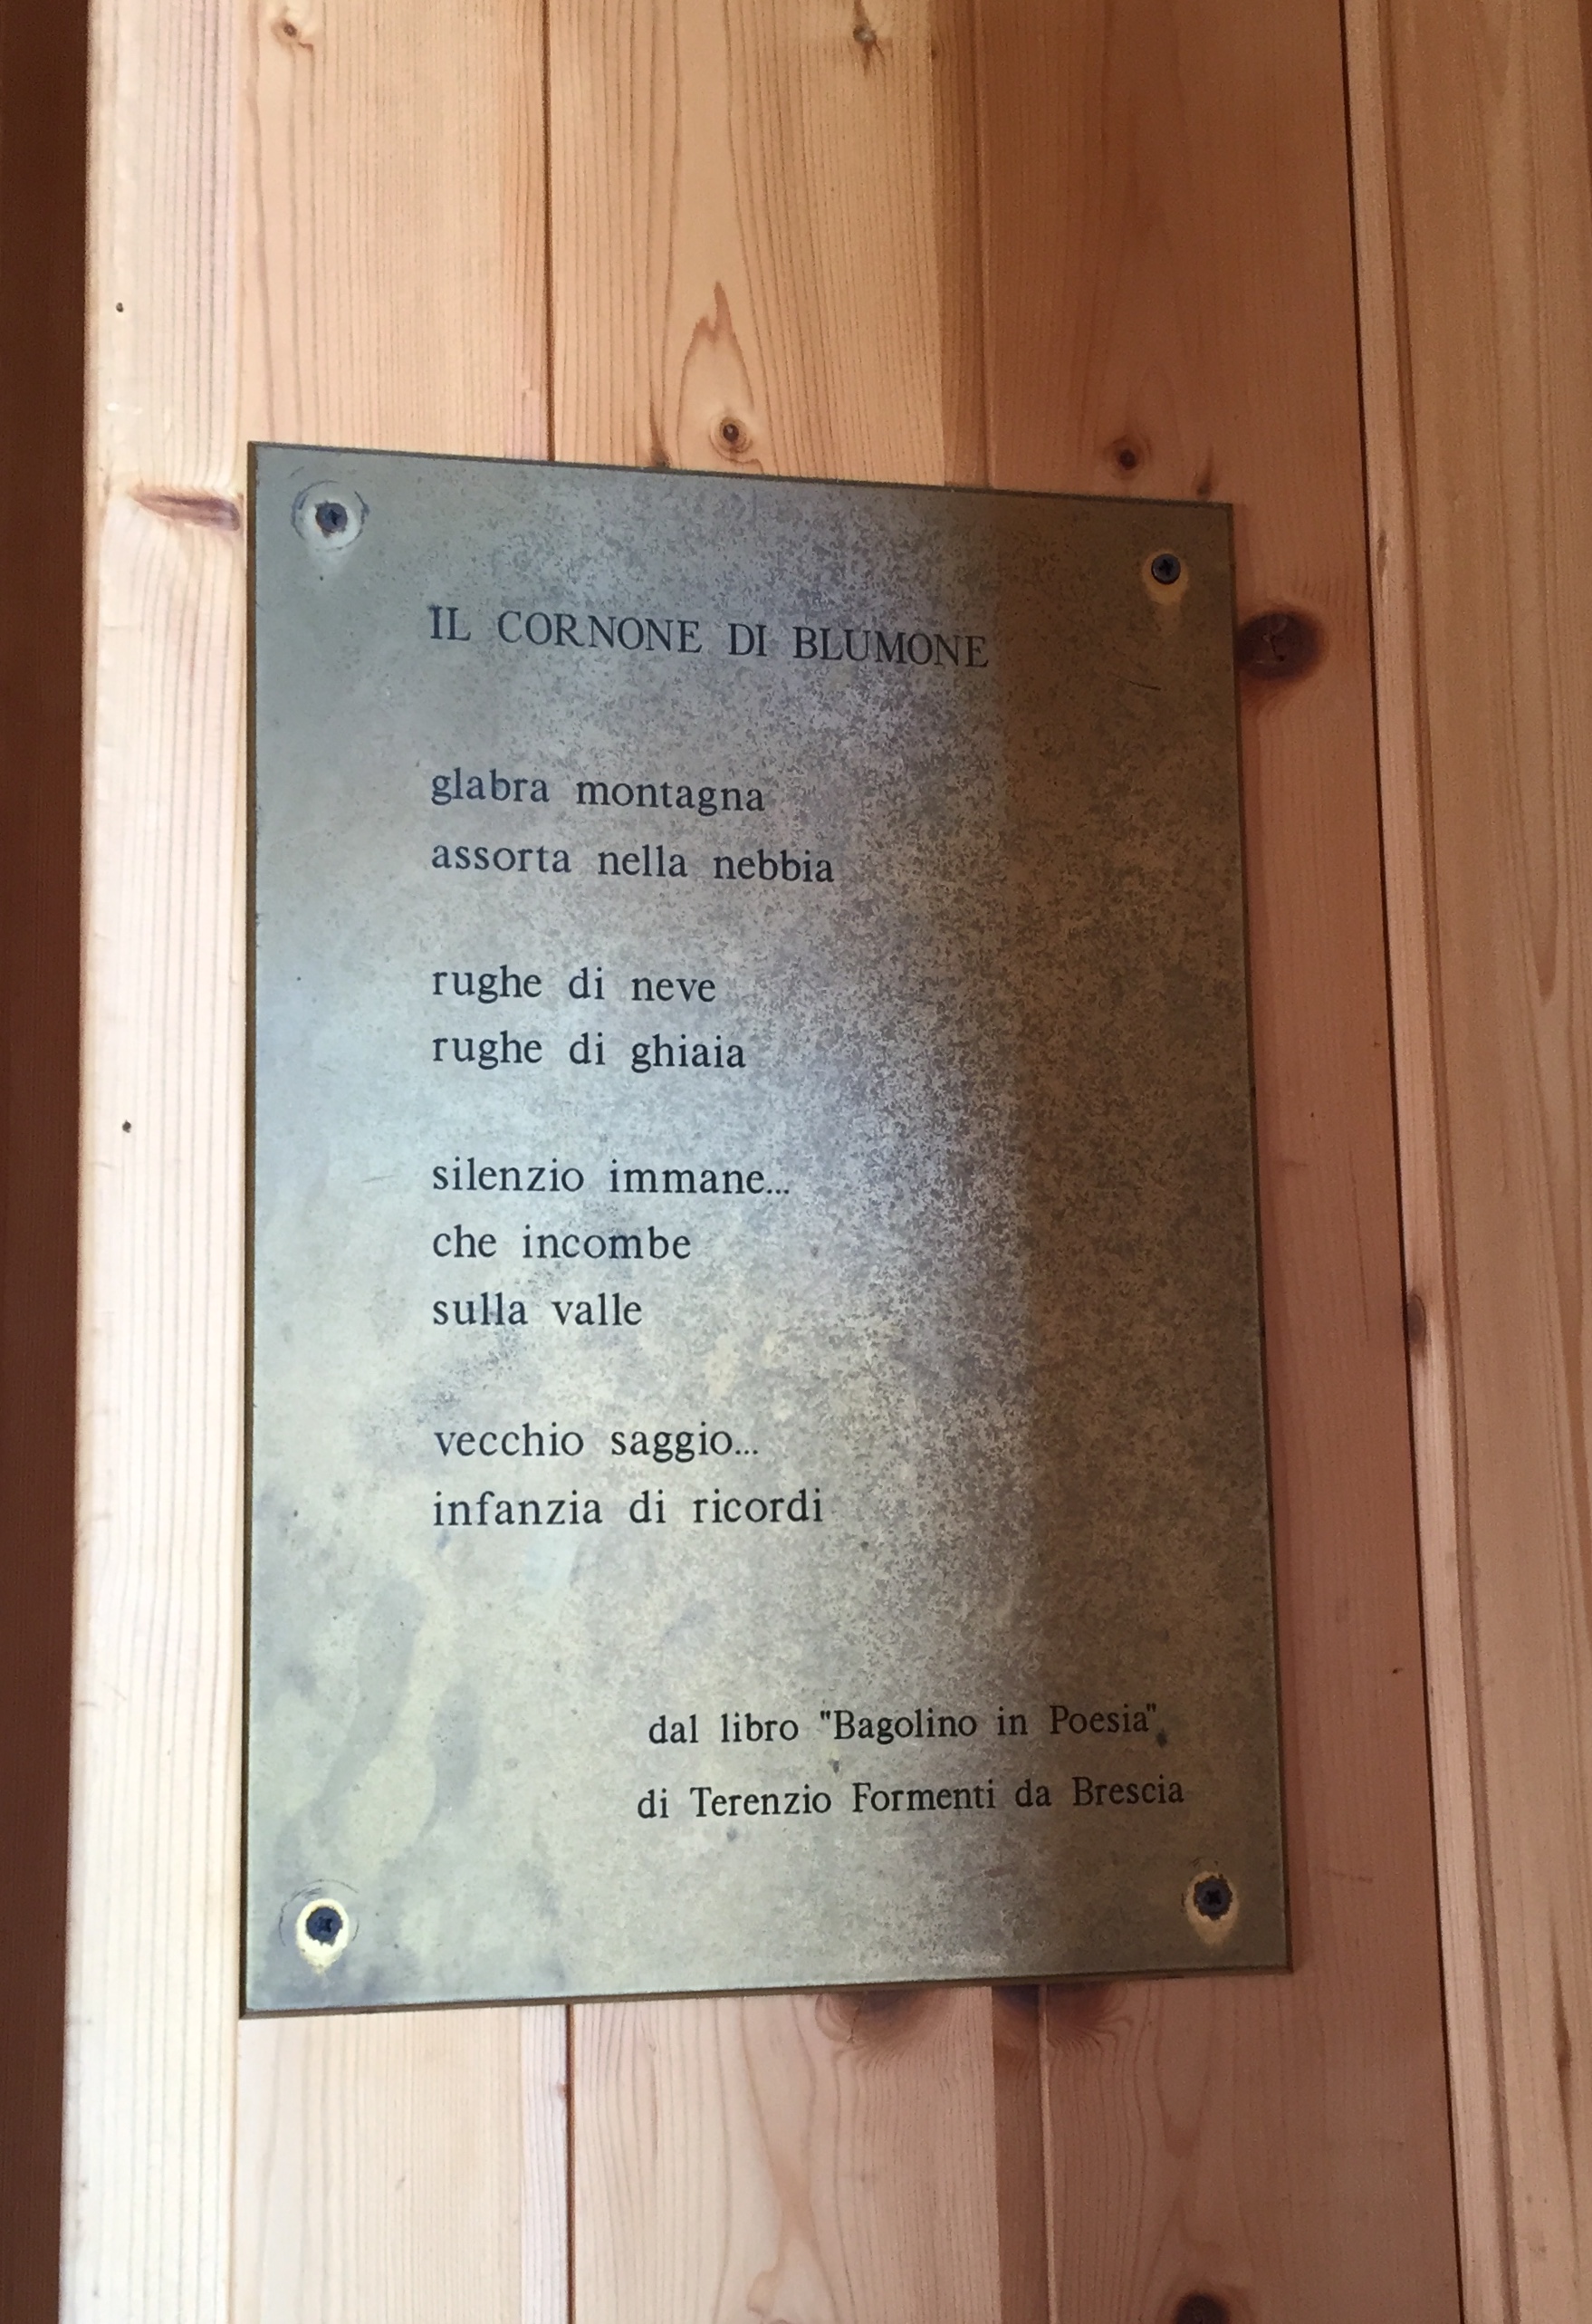 IL CORNONE DI BLUMONE
glabra montagna
assorta nella nebbia
rughe di neve
rughe di ghiaia
silenzio immane...
che incombe
sulla valle
vecchio saggio...
infanzia di ricordi
dal libro "Bagolino in Poesia"
di Terenzio Formenti da Brescia